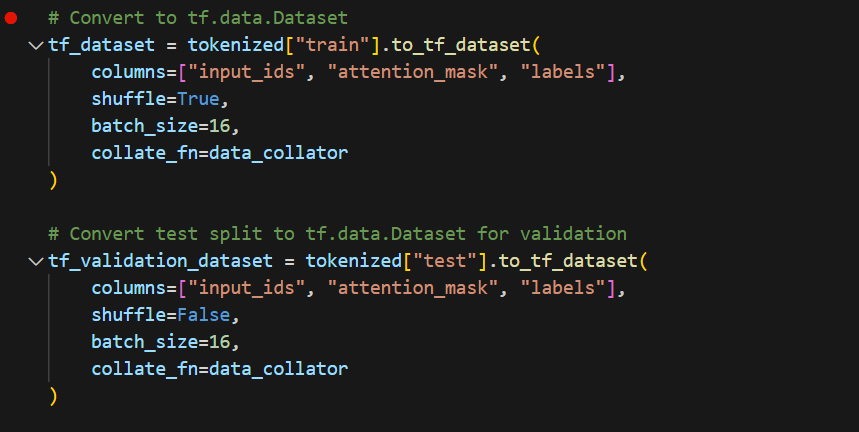 # Convert to tf.data.Dataset
tf_dataset = tokenized["train"].to_tf_dataset(
    columns=["input_ids", "attention_mask", "labels"],
    shuffle=True,
    batch_size=16,
    collate_fn=data_collator
)

# Convert test split to tf.data.Dataset for validation
tf_validation_dataset = tokenized["test"].to_tf_dataset(
    columns=["input_ids", "attention_mask", "labels"],
    shuffle=False,
    batch_size=16,
    collate_fn=data_collator
)